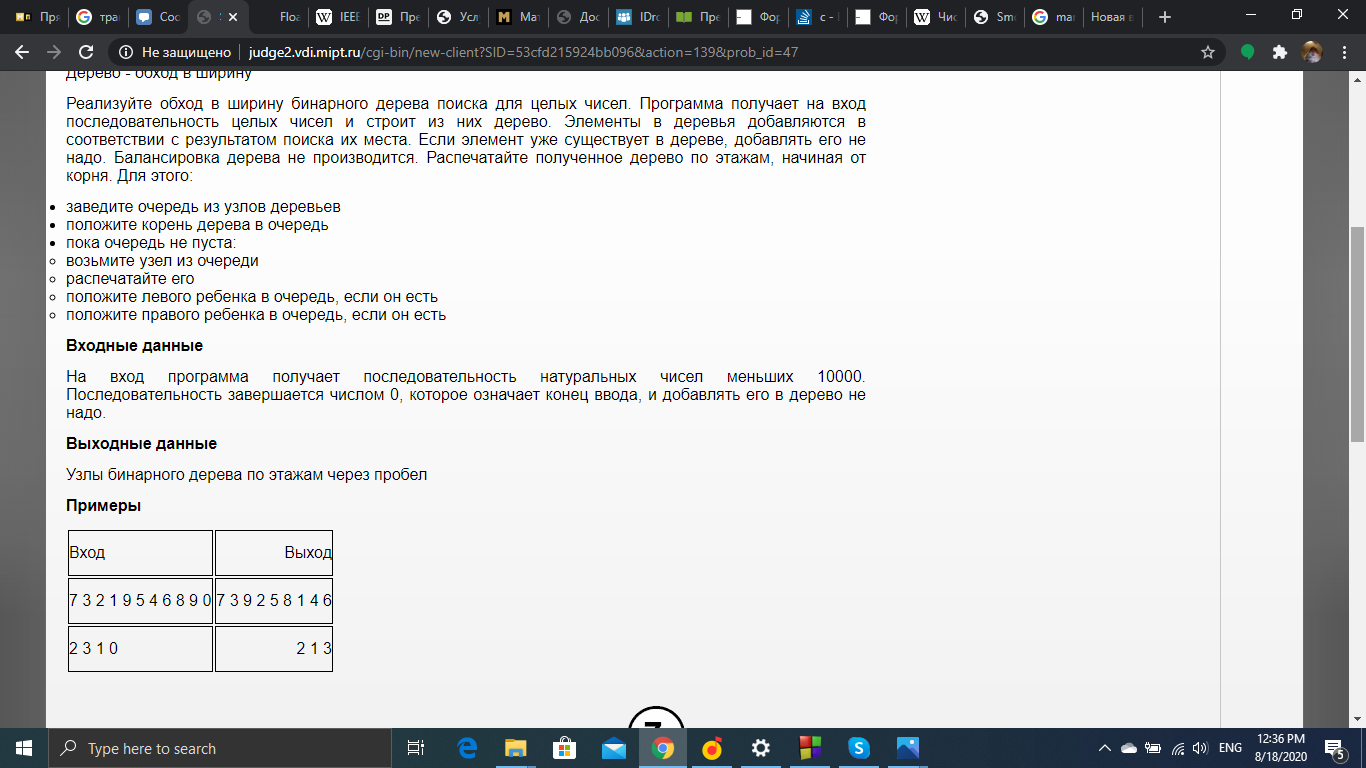 Пря
тран
Сос
S
Floa
IEEE
Пре
Усл
Мат
Дос
IDro
Пре
Фор
c - l
Фор
Чис
Smo
mai
Новая в
Не защищено | judge2.vdi.mipt.ru/cgi-bin/new-client?SID=53cfd215924bb096&action=139&prob_id=47
Дерево - обход в ширину
Реализуйте обход в ширину бинарного дерева поиска для целых чисел. Программа получает на вход
последовательность целых чисел и строит из них дерево. Элементы в деревья добавляются в
соответствии с результатом поиска их места. Если элемент уже существует в дереве, добавлять его не
надо. Балансировка дерева не производится. Распечатайте полученное дерево по этажам, начиная от
корня. Для этого:
заведите очередь из узлов деревьев
положите корень дерева в очередь
пока очередь не пуста:
возьмите узел из очереди
распечатайте его
положите левого ребенка в очередь, если он есть
положите правого ребенка в очередь, если он есть
Входные данные
На вход программа получает последовательность натуральных чисел меньших 10000.
Последовательность завершается числом 0, которое означает конец ввода, и добавлять его в дерево не
надо.
Выходные данные
Узлы бинарного дерева по этажам через пробел
Примеры
Вход Выход
7 3 2 1 9 5 4 6 8 9 0 7 3 9 2 5 8 1 4 6
2 3 1 0 2 1 3
Type here to search
ENG
12:36 PM
8/18/2020
5